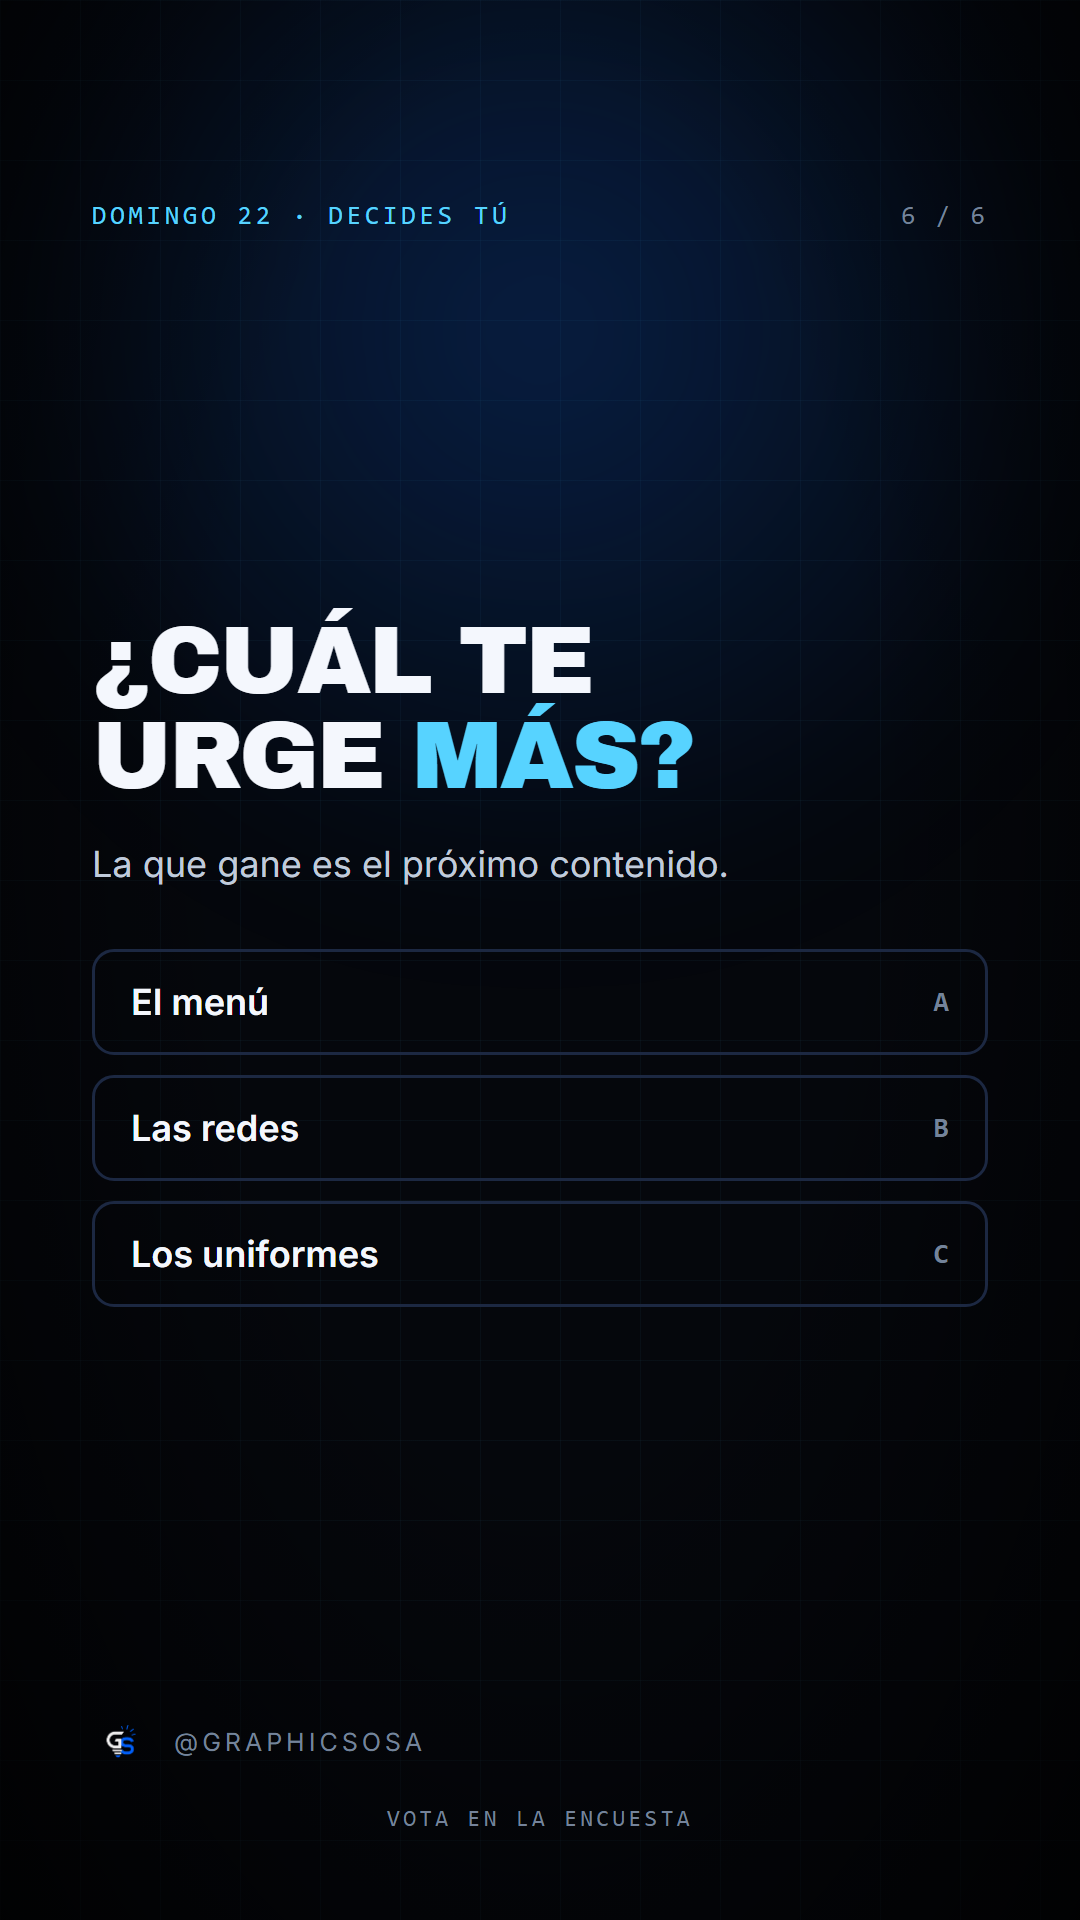 DOMINGO 22 · DECIDES TÚ
6 / 6
¿CUÁL TE
URGE MÁS?
La que gane es el próximo contenido.
El menú A
Las redes B
Los uniformes C
GS @GRAPHICSOSA
VOTA EN LA ENCUESTA